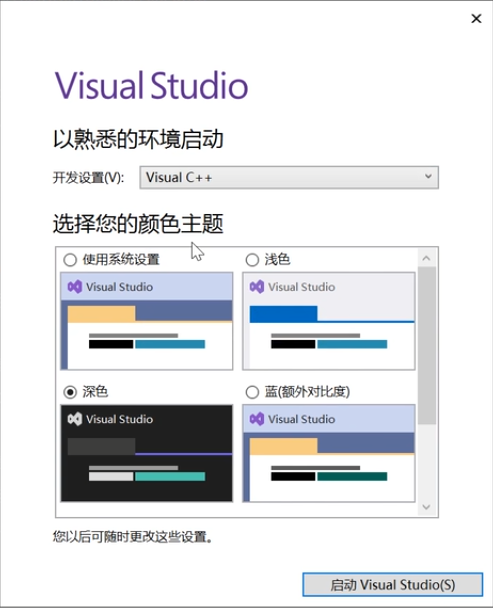 Visual Studio
以熟悉的环境启动
开发设置(V): Visual C++
选择您的颜色主题
使用系统设置 浅色
Visual Studio Visual Studio
深色 蓝(额外对比度)
Visual Studio Visual Studio
您以后可随时更改这些设置。
启动 Visual Studio(S)